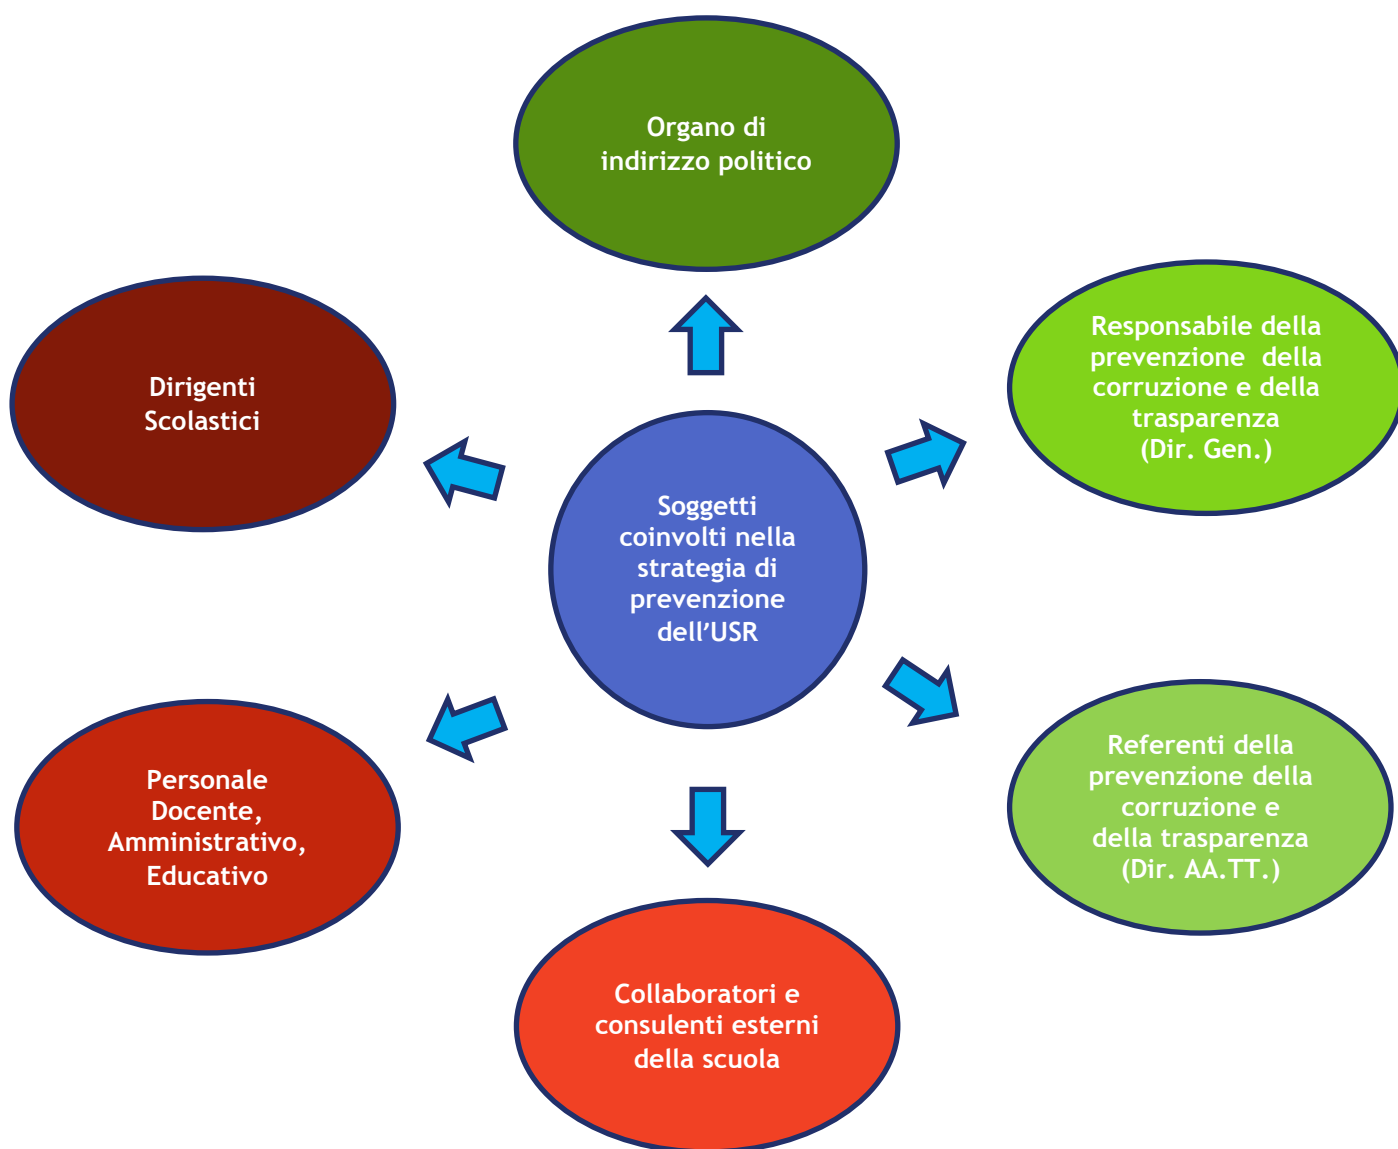 Organo di
indirizzo politico
Responsabile della
prevenzione  della
corruzione e della
trasparenza
(Dir. Gen.)
Dirigenti
Scolastici
Soggetti
coinvolti nella
strategia di
prevenzione
dell’USR
Referenti della
prevenzione della
corruzione e
della trasparenza
(Dir. AA.TT.)
Personale
Docente,
Amministrativo,
Educativo
Collaboratori e
consulenti esterni
della scuola